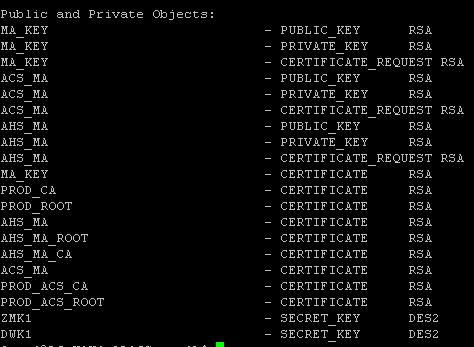 Public and Private Objects:
MA_KEY - PUBLIC_KEY RSA
MA_KEY - PRIVATE_KEY RSA
MA_KEY - CERTIFICATE_REQUEST RSA
ACS_MA - PUBLIC_KEY RSA
ACS_MA - PRIVATE_KEY RSA
ACS_MA - CERTIFICATE_REQUEST RSA
AHS_MA - PUBLIC_KEY RSA
AHS_MA - PRIVATE_KEY RSA
AHS_MA - CERTIFICATE_REQUEST RSA
MA_KEY - CERTIFICATE RSA
PROD_CA - CERTIFICATE RSA
PROD_ROOT - CERTIFICATE RSA
AHS_MA - CERTIFICATE RSA
AHS_MA_ROOT - CERTIFICATE RSA
AHS_MA_CA - CERTIFICATE RSA
ACS_MA - CERTIFICATE RSA
PROD_ACS_CA - CERTIFICATE RSA
PROD_ACS_ROOT - CERTIFICATE RSA
ZMK1 - SECRET_KEY DES2
DWK1 - SECRET_KEY DES2